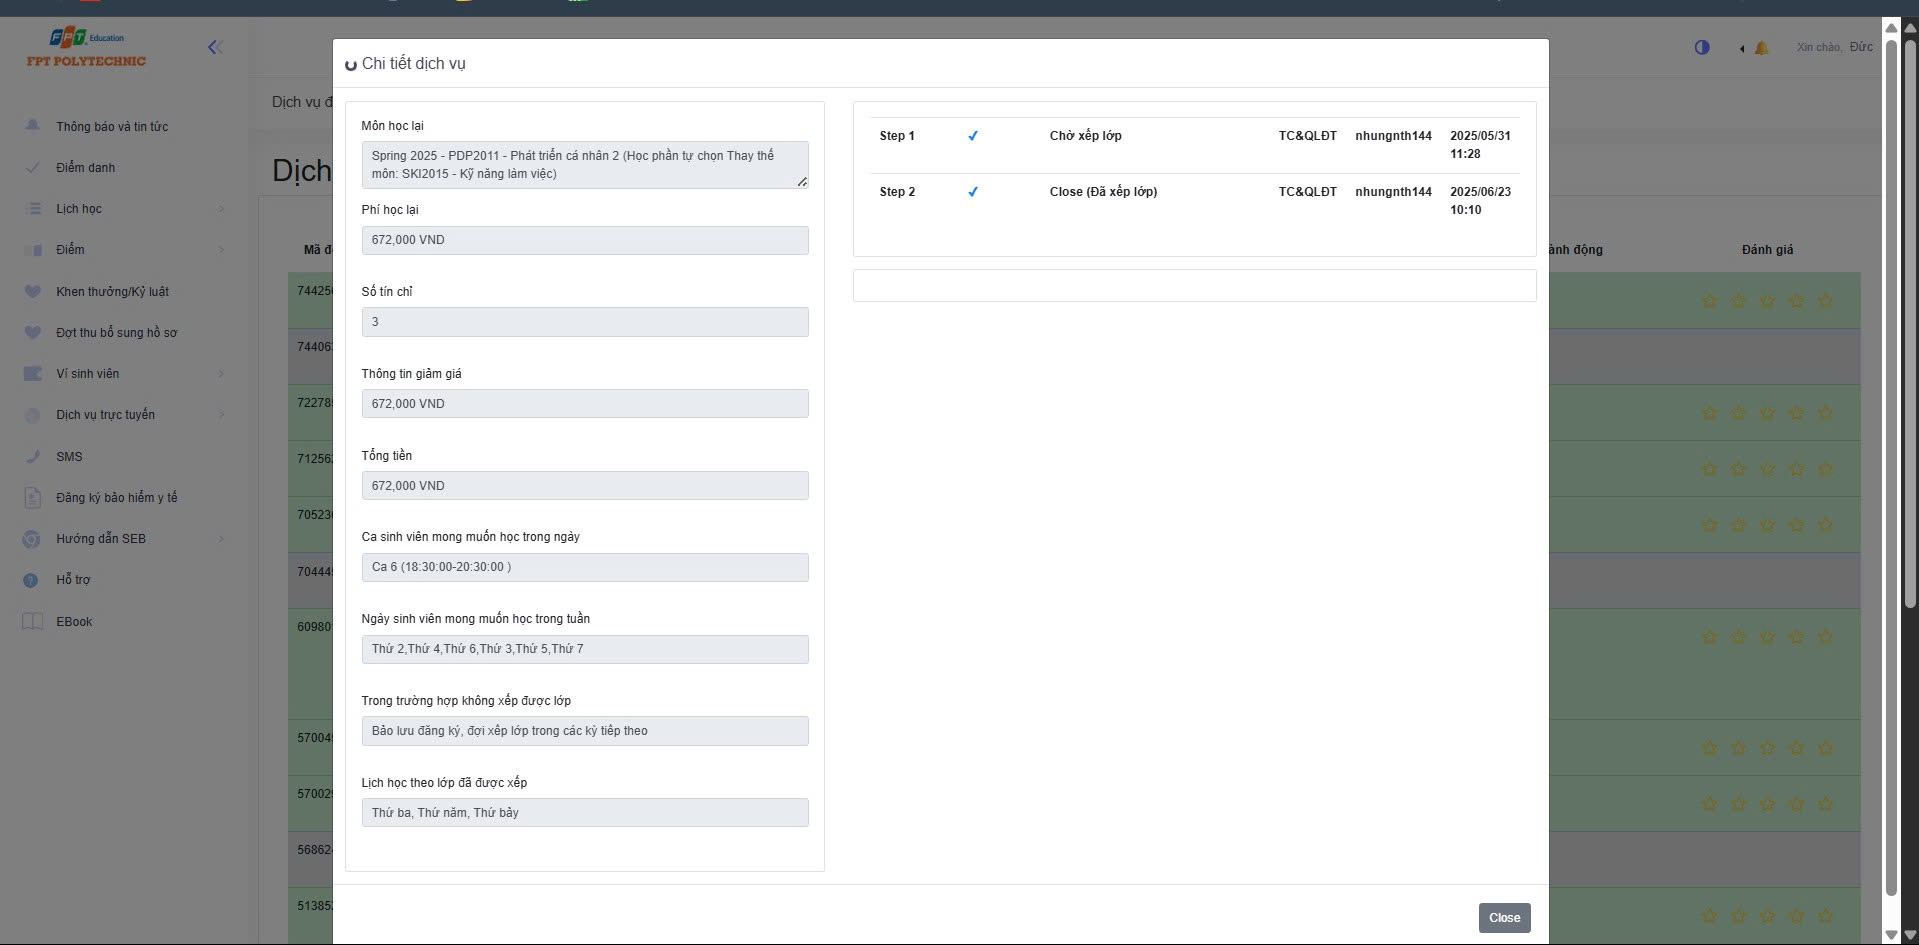 FPT Education
FPT POLYTECHNIC
Xin chào, Đức
Thông báo và tin tức
Điểm danh
Lịch học
Điểm
Khen thưởng/Kỷ luật
Đợt thu bổ sung hồ sơ
Ví sinh viên
Dịch vụ trực tuyến
SMS
Đăng ký bảo hiểm y tế
Hướng dẫn SEB
Hỗ trợ
EBook
Dịch vụ đ
Dịch
Mã đ
ành động
Đánh giá
74425
74406
72278
71256
70523
70444
60980
57004
57002
56862
51385
Chi tiết dịch vụ
Môn học lại
Spring 2025 - PDP2011 - Phát triển cá nhân 2 (Học phần tự chọn Thay thế
môn: SKI2015 - Kỹ năng làm việc)
Phí học lại
672,000 VND
Số tín chỉ
3
Thông tin giảm giá
672,000 VND
Tổng tiền
672,000 VND
Ca sinh viên mong muốn học trong ngày
Ca 6 (18:30:00-20:30:00 )
Ngày sinh viên mong muốn học trong tuần
Thứ 2,Thứ 4,Thứ 6,Thứ 3,Thứ 5,Thứ 7
Trong trường hợp không xếp được lớp
Bảo lưu đăng ký, đợi xếp lớp trong các kỳ tiếp theo
Lịch học theo lớp đã được xếp
Thứ ba, Thứ năm, Thứ bảy
Step 1 Chờ xếp lớp TC&QLĐT nhungnth144 2025/05/31
11:28
Step 2 Close (Đã xếp lớp) TC&QLĐT nhungnth144 2025/06/23
10:10
Close